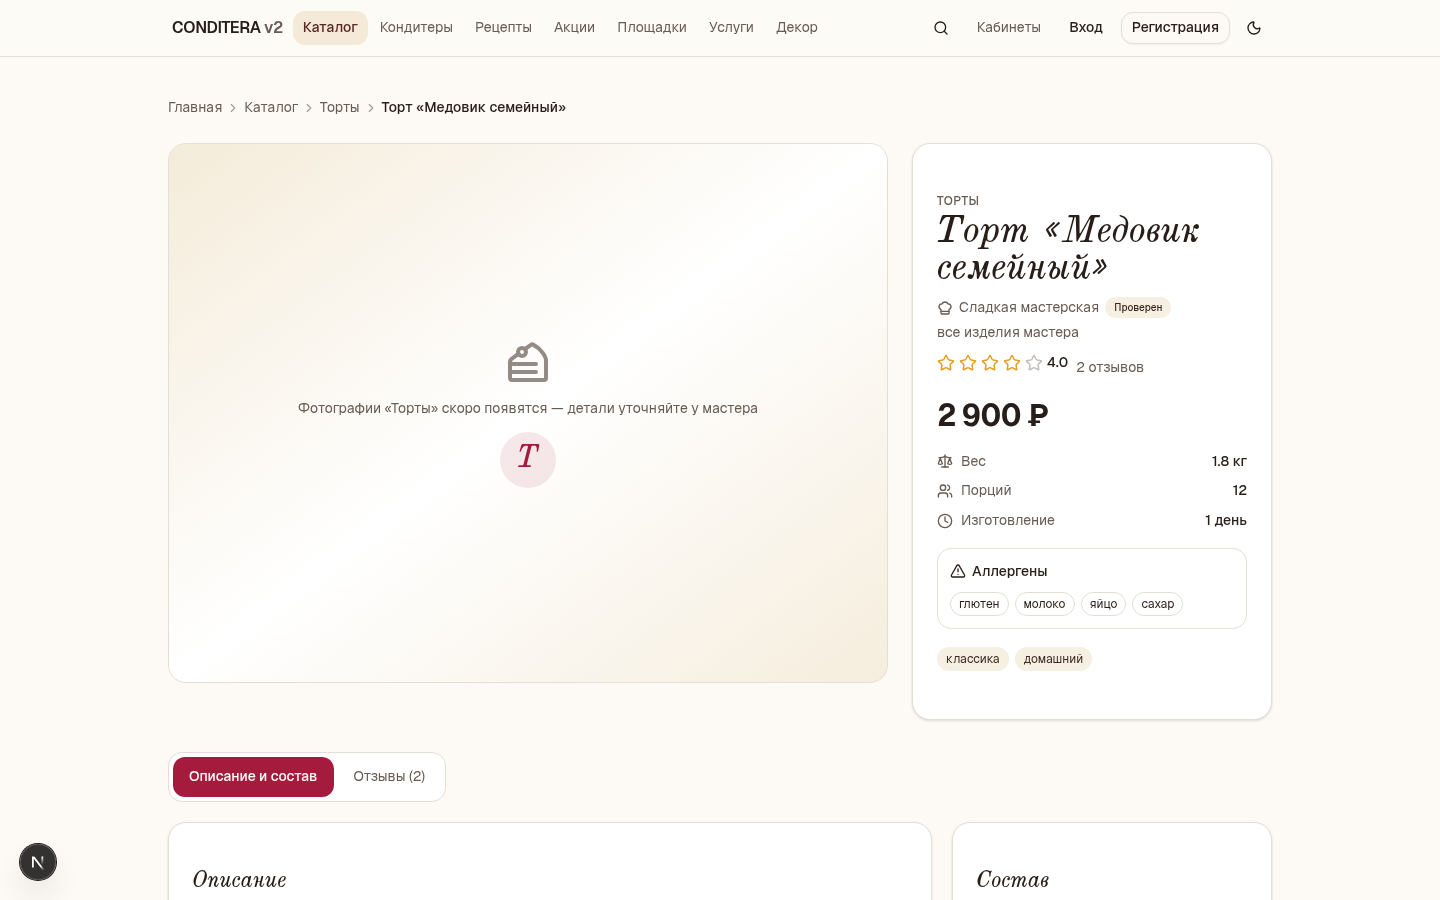 CONDITERA v2 Каталог Кондитеры Рецепты Акции Площадки Услуги Декор Кабинеты Вход Регистрация
Главная Каталог Торты Торт «Медовик семейный»
Фотографии «Торты» скоро появятся — детали уточняйте у мастера
Т
ТОРТЫ
Торт «Медовик
семейный»
Сладкая мастерская Проверен
все изделия мастера
4.0 2 отзывов
2 900 ₽
Вес 1.8 кг
Порций 12
Изготовление 1 день
Аллергены
глютен молоко яйцо сахар
классика домашний
Описание и состав Отзывы (2)
Описание
Состав
N